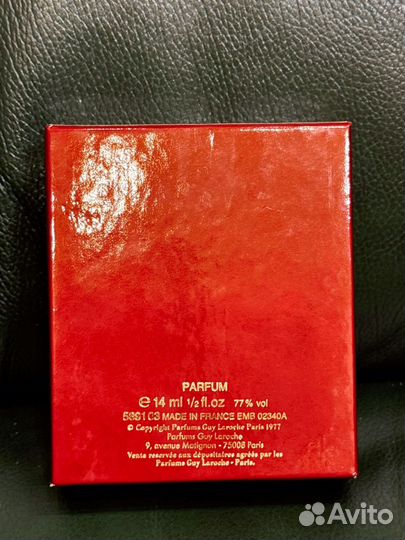 PARFUM
℮ 14 ml 1/2 fl.oz 77% vol
MADE IN FRANCE EMB 02340A
© Copyright Parfums Guy Laroche Paris 1977
Parfums Guy Laroche
9, avenue Matignon - 75008 Paris
Vente reservée aux dépositaires agréés par les
Parfums Guy Laroche - Paris.
Avito